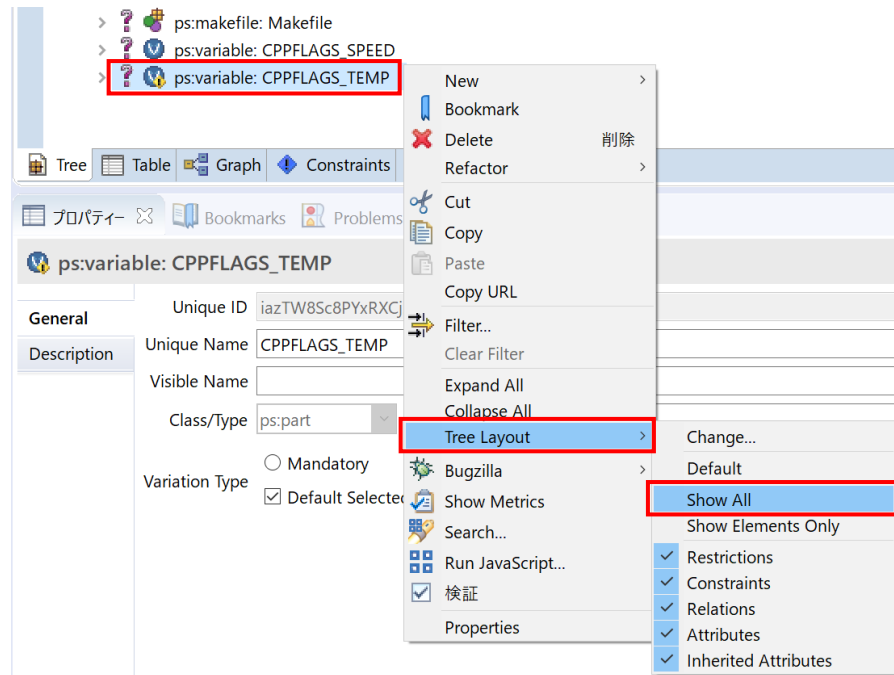 ps:makefile: Makefile
ps:variable: CPPFLAGS_SPEED
ps:variable: CPPFLAGS_TEMP
Tree Table Graph Constraints
プロパティー Bookmarks Problems
ps:variable: CPPFLAGS_TEMP
General
Description
Unique ID iazTW8Sc8PYxRXCj
Unique Name CPPFLAGS_TEMP
Visible Name
Class/Type ps:part
Variation Type
Mandatory
Default Selected
New
Bookmark
Delete 削除
Refactor
Cut
Copy
Paste
Copy URL
Filter...
Clear Filter
Expand All
Collapse All
Tree Layout
Bugzilla
Show Metrics
Search...
Run JavaScript...
検証
Properties
Change...
Default
Show All
Show Elements Only
Restrictions
Constraints
Relations
Attributes
Inherited Attributes